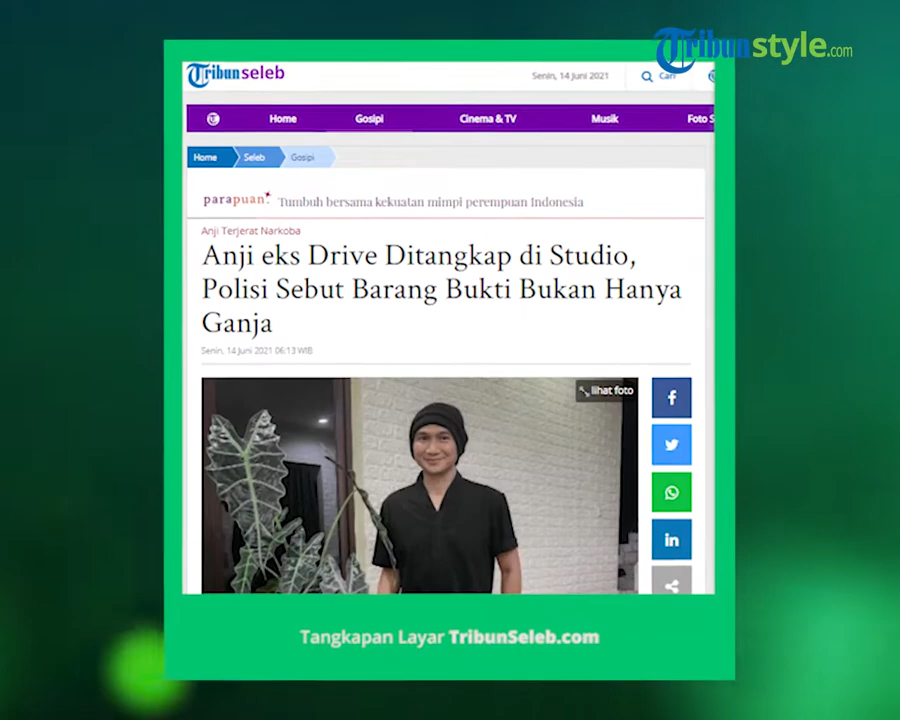 Tribunstyle.com
Tribunseleb
Senin, 14 Juni 2021
Cari
Home
Gosipi
Cinema & TV
Musik
Foto S
Home
Seleb
Gosipi
parapuan.
Tumbuh bersama kekuatan mimpi perempuan Indonesia
Anji Terjerat Narkoba
Anji eks Drive Ditangkap di Studio,
Polisi Sebut Barang Bukti Bukan Hanya
Ganja
Senin, 14 Juni 2021 06:13 WIB
lihat foto
Tangkapan Layar TribunSeleb.com